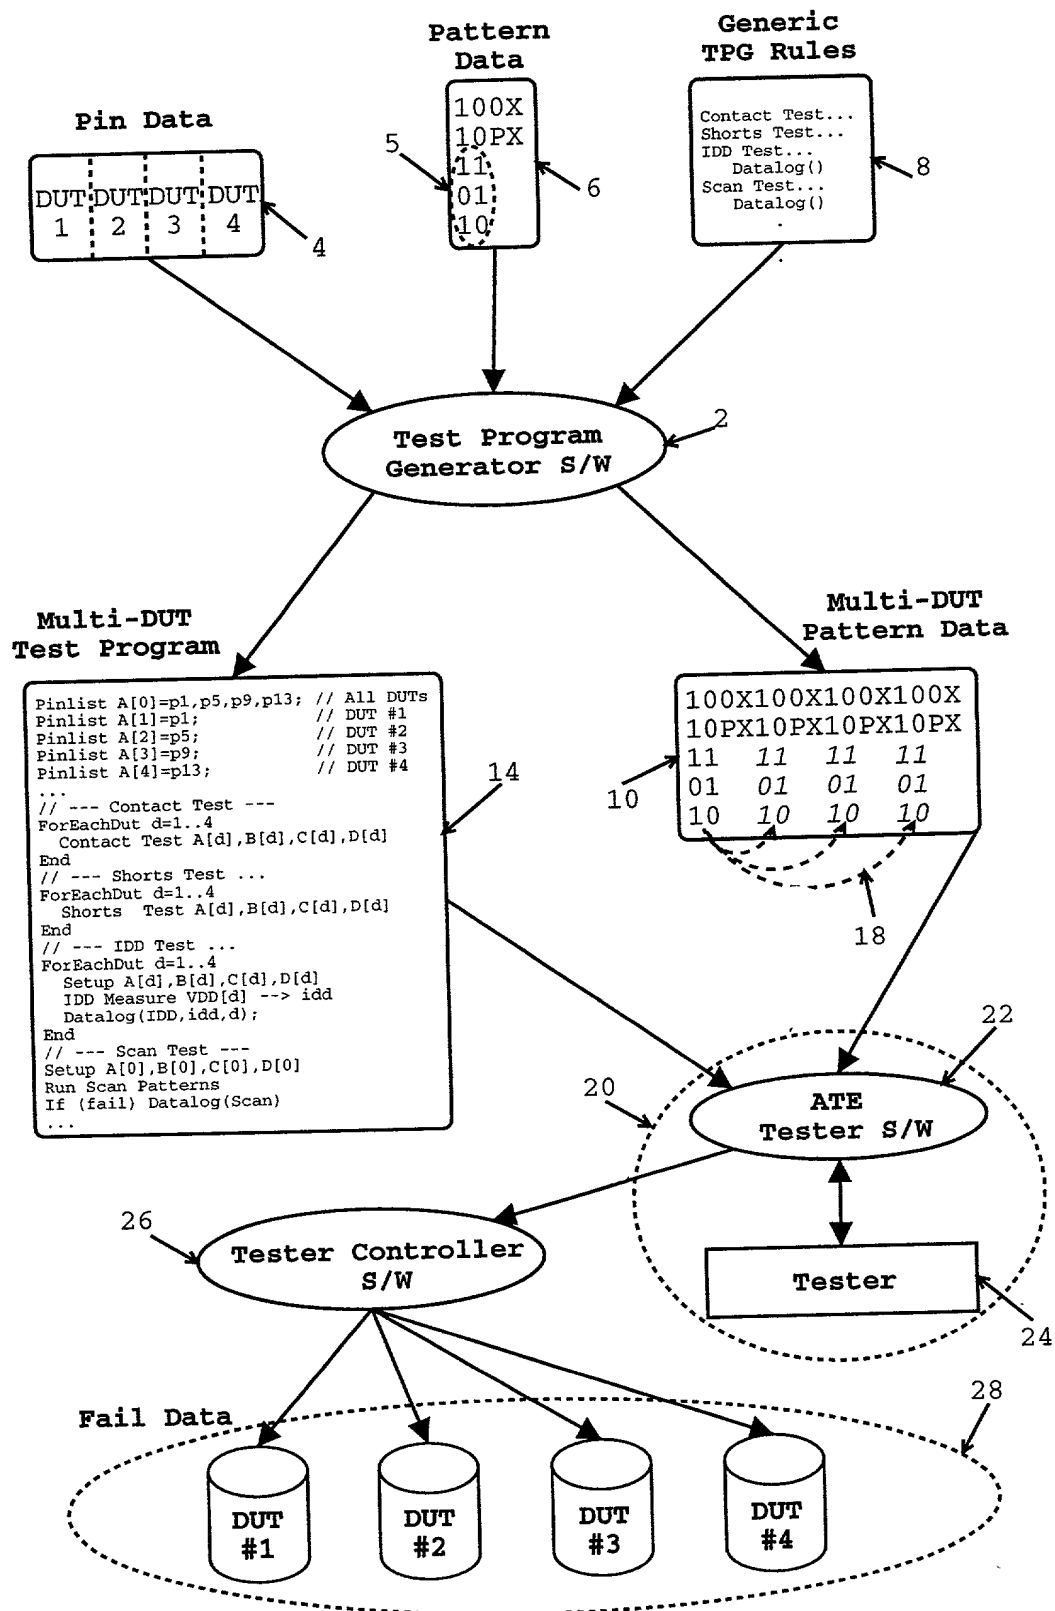 Pin Data
DUT DUT DUT DUT
1 2 3 4
4
Pattern
Data
100X
10PX
11
01
10
5
6
Generic
TPG Rules
Contact Test...
Shorts Test...
IDD Test...
Datalog()
Scan Test...
Datalog()
.
.
8
Test Program
Generator S/W
2
Multi-DUT
Test Program
Pinlist A[0]=p1,p5,p9,p13; // All DUTs
Pinlist A[1]=p1; // DUT #1
Pinlist A[2]=p5; // DUT #2
Pinlist A[3]=p9; // DUT #3
Pinlist A[4]=p13; // DUT #4
...
// --- Contact Test ---
ForEachDut d=1..4
Contact Test A[d],B[d],C[d],D[d]
End
// --- Shorts Test ...
ForEachDut d=1..4
Shorts Test A[d],B[d],C[d],D[d]
End
// --- IDD Test ...
ForEachDut d=1..4
Setup A[d],B[d],C[d],D[d]
IDD Measure VDD[d] --> idd
Datalog(IDD,idd,d);
End
// --- Scan Test ---
Setup A[0],B[0],C[0],D[0]
Run Scan Patterns
If (fail) Datalog(Scan)
...
14
Multi-DUT
Pattern Data
100X100X100X100X
10PX10PX10PX10PX
11 11 11 11
01 01 01 01
10 10 10 10
10
18
20
22
ATE
Tester S/W
Tester
24
26
Tester Controller
S/W
Fail Data
28
DUT
#1
DUT
#2
DUT
#3
DUT
#4